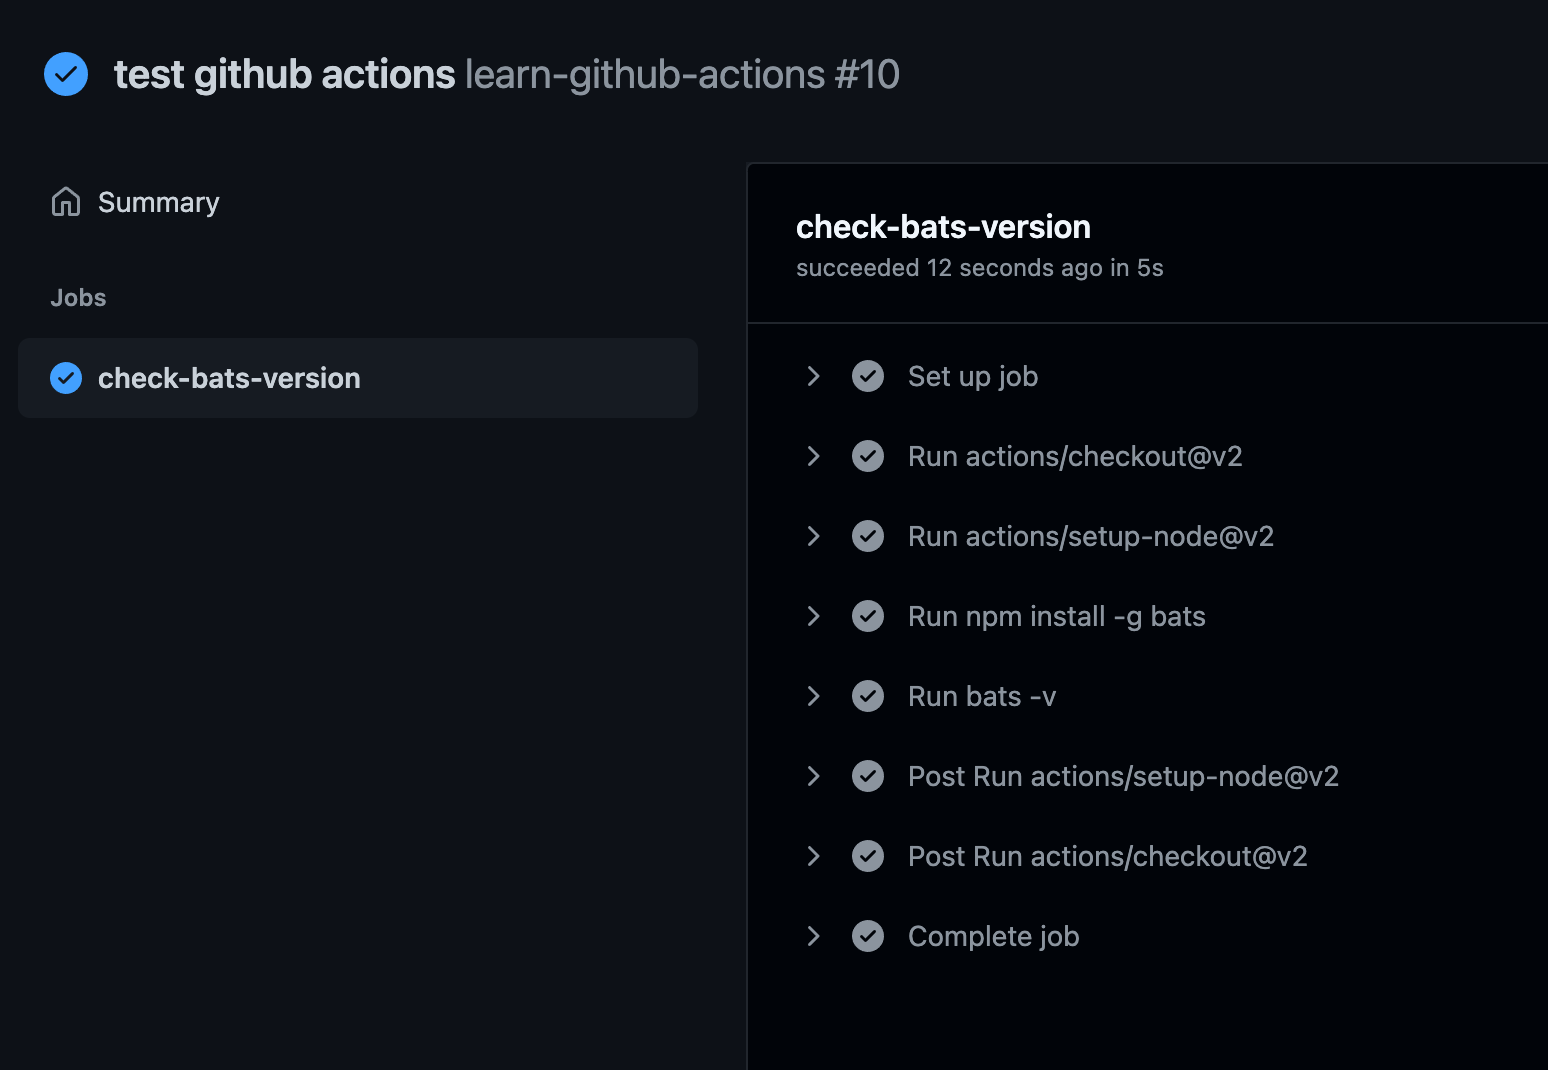 test github actions learn-github-actions #10
Summary
Jobs
check-bats-version
check-bats-version
succeeded 12 seconds ago in 5s
Set up job
Run actions/checkout@v2
Run actions/setup-node@v2
Run npm install -g bats
Run bats -v
Post Run actions/setup-node@v2
Post Run actions/checkout@v2
Complete job